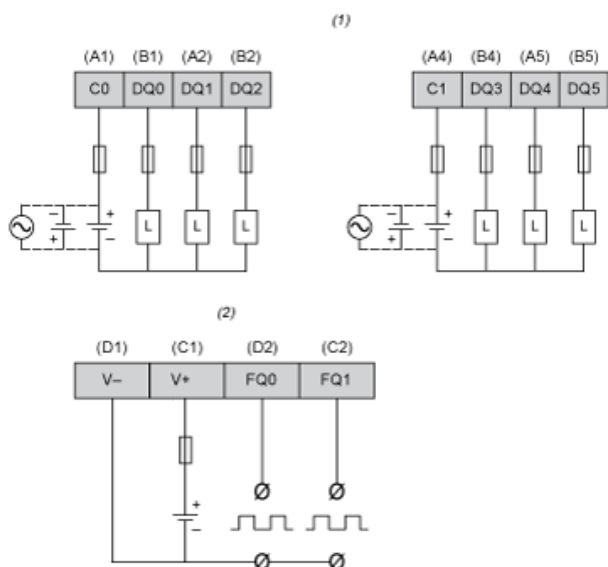 (1)
(A1) (B1) (A2) (B2)
C0 DQ0 DQ1 DQ2
L L L
(A4) (B4) (A5) (B5)
C1 DQ3 DQ4 DQ5
L L L
(2)
(D1) (C1) (D2) (C2)
V– V+ FQ0 FQ1